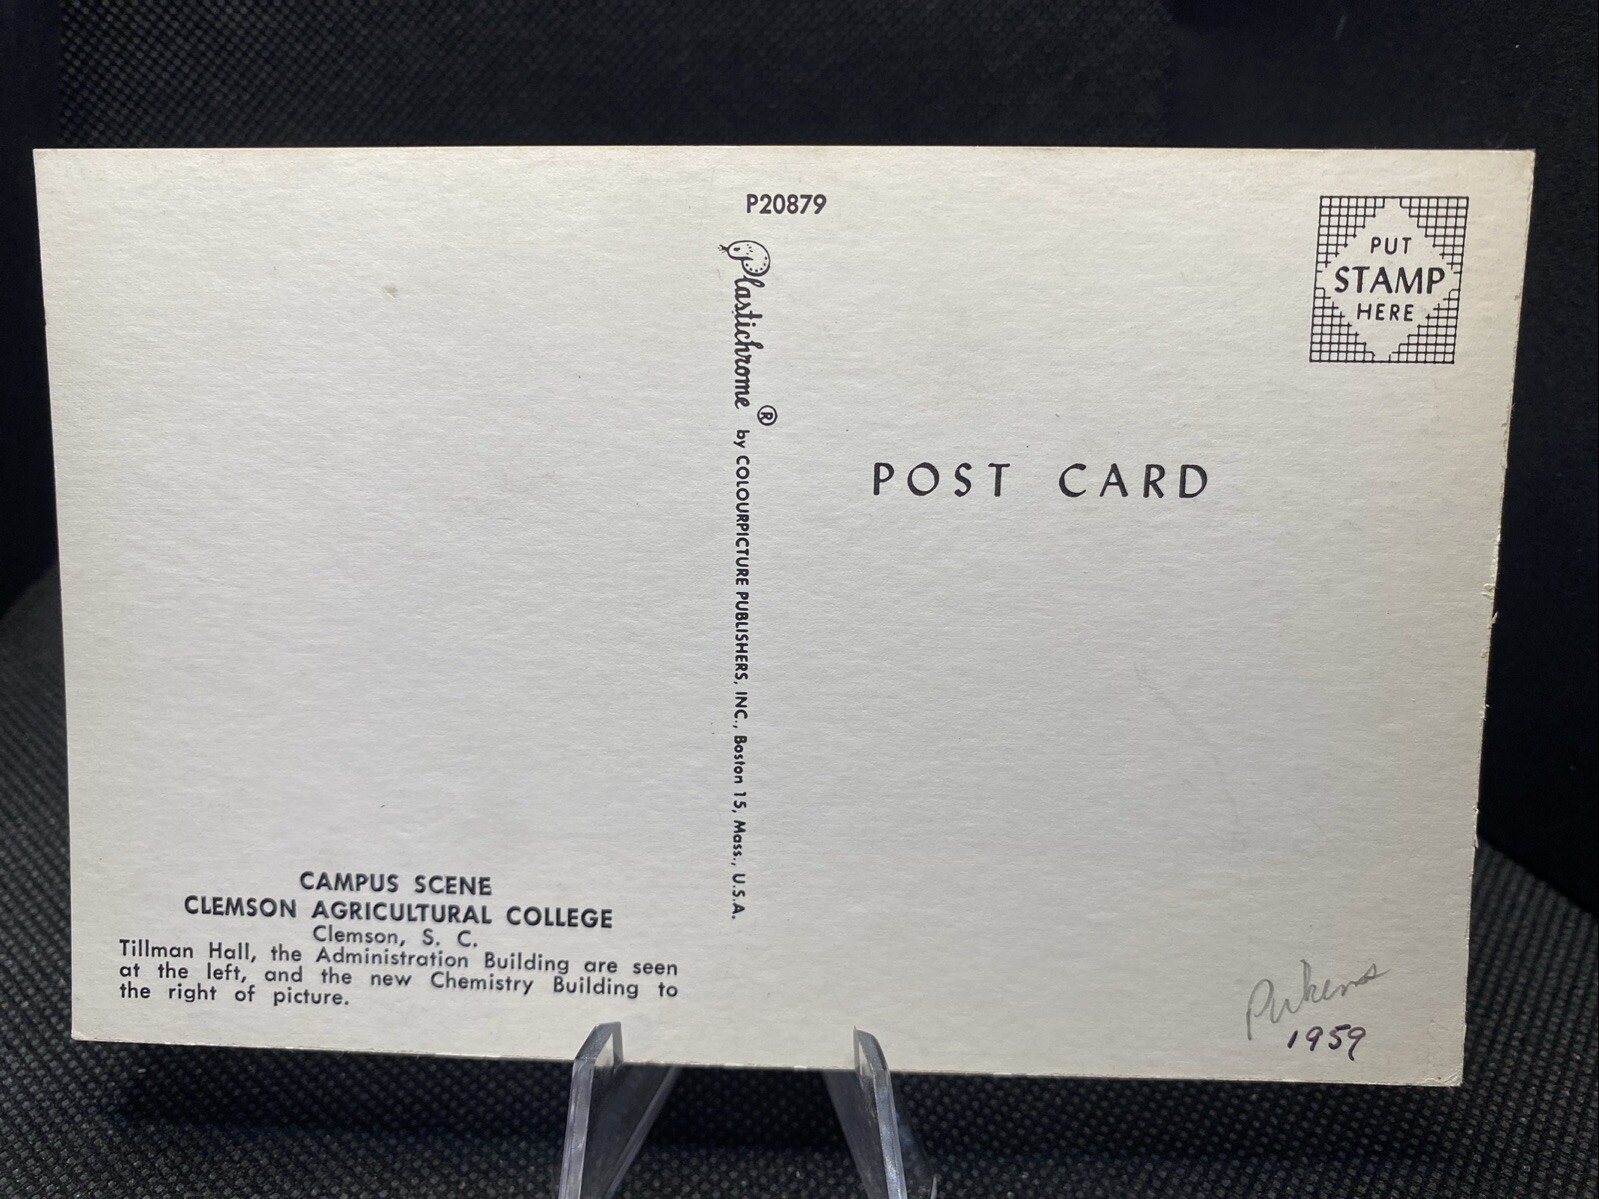 P20879
PUT
STAMP
HERE
Plastichrome ® by COLOURPICTURE PUBLISHERS, INC., Boston 15, Mass., U.S.A.
POST CARD
CAMPUS SCENE
CLEMSON AGRICULTURAL COLLEGE
Clemson, S. C.
Tillman Hall, the Administration Building are seen
at the left, and the new Chemistry Building to
the right of picture.
Pickens
1959